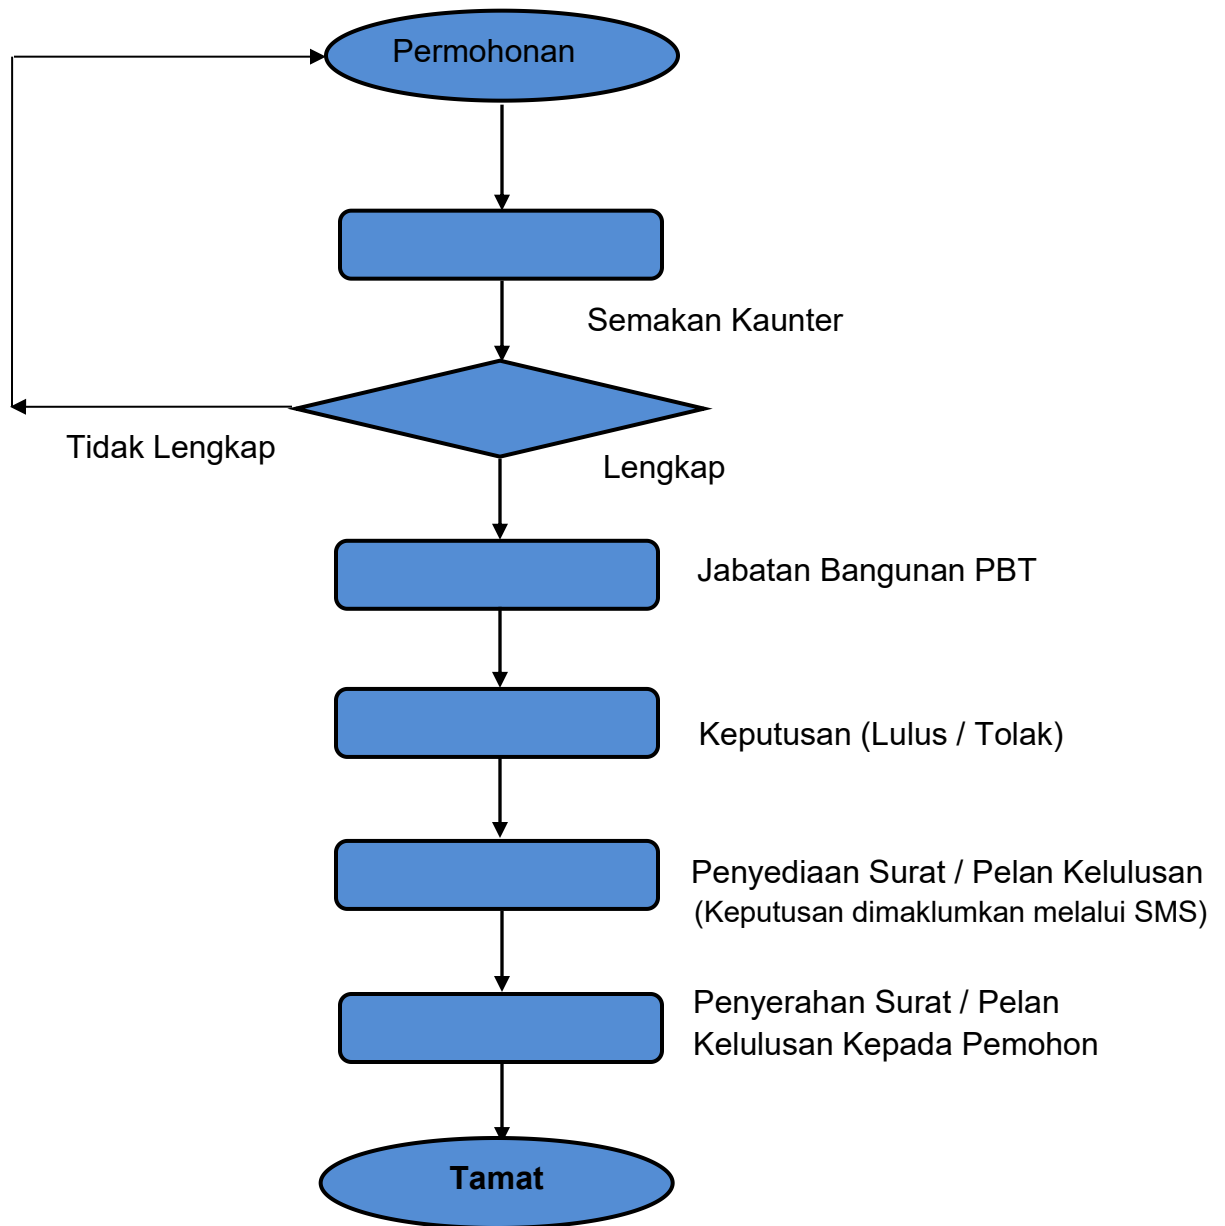 Permohonan
Semakan Kaunter
Tidak Lengkap
Lengkap
Jabatan Bangunan PBT
Keputusan (Lulus / Tolak)
Penyediaan Surat / Pelan Kelulusan
(Keputusan dimaklumkan melalui SMS)
Penyerahan Surat / Pelan
Kelulusan Kepada Pemohon
Tamat